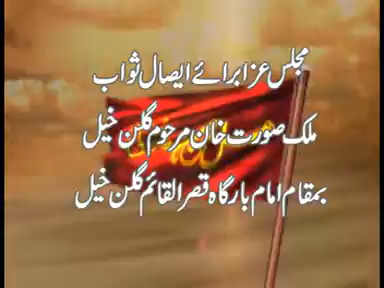 مجلس عزا برائے ایصال ثواب
ملک صورت خان مرحوم گلن خیل
بمقام امام بارگاہ قصر القائم گلن خیل